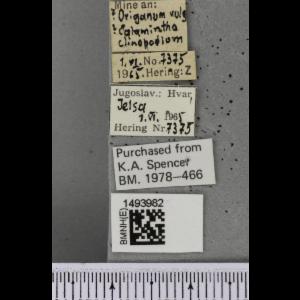 Mine an:
? Origanum vulg
? Calamintha
clinopodium
1. VI. No. 7375
1965. Hering: Z
Jugoslav.: Hvar,
Jelsa
1. VI. 1965
Hering Nr. 7375
Purchased from
K.A. Spencer
BM. 1978–466
1493982
BMNH(E)